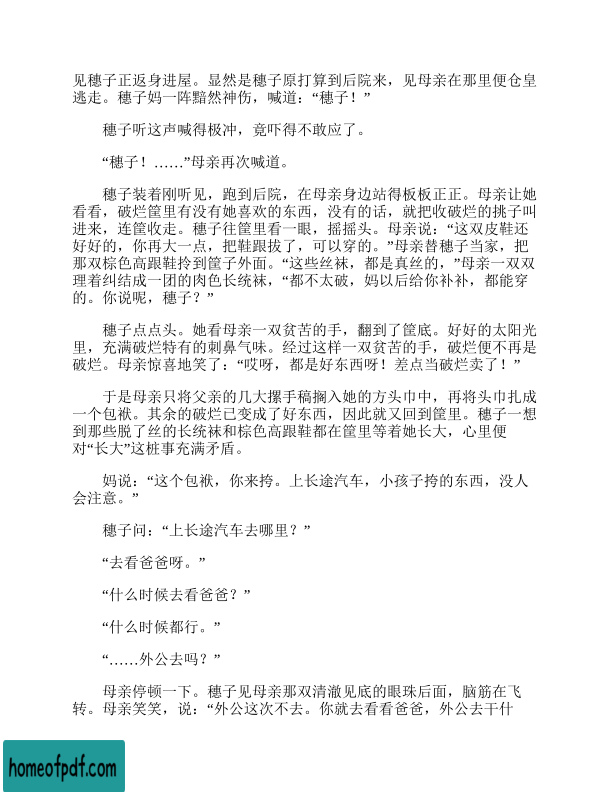 见穗子正返身进屋。显然是穗子原打算到后院来，见母亲在那里便仓皇
逃走。穗子妈一阵黯然神伤，喊道：“穗子！”
穗子听这声喊得极冲，竟吓得不敢应了。
“穗子！……”母亲再次喊道。
穗子装着刚听见，跑到后院，在母亲身边站得板板正正。母亲让她
看看，破烂筐里有没有她喜欢的东西，没有的话，就把收破烂的挑子叫
进来，连筐收走。穗子往筐里看一眼，摇摇头。母亲说：“这双皮鞋还
好好的，你再大一点，把鞋跟拔了，可以穿的。”母亲替穗子当家，把
那双棕色高跟鞋拎到筐子外面。“这些丝袜，都是真丝的，”母亲一双双
理着纠结成一团的肉色长统袜，“都不太破，妈以后给你补补，都能穿
的。你说呢，穗子？”
穗子点点头。她看母亲一双贫苦的手，翻到了筐底。好好的太阳光
里，充满破烂特有的刺鼻气味。经过这样一双贫苦的手，破烂便不再是
破烂。母亲惊喜地笑了：“哎呀，都是好东西呀！差点当破烂卖了！”
于是母亲只将父亲的几大摞手稿搁入她的方头巾中，再将头巾扎成
一个包袱。其余的破烂已变成了好东西，因此就又回到筐里。穗子一想
到那些脱了丝的长统袜和棕色高跟鞋都在筐里等着她长大，心里便
对“长大”这桩事充满矛盾。
妈说：“这个包袱，你来挎。上长途汽车，小孩子挎的东西，没人
会注意。”
穗子问：“上长途汽车去哪里？”
“去看爸爸呀。”
“什么时候去看爸爸？”
“什么时候都行。”
“……外公去吗？”
母亲停顿一下。穗子见母亲那双清澈见底的眼珠后面，脑筋在飞
转。母亲笑笑，说：“外公这次不去。你就去看看爸爸，外公去干什
homeofpdf.com